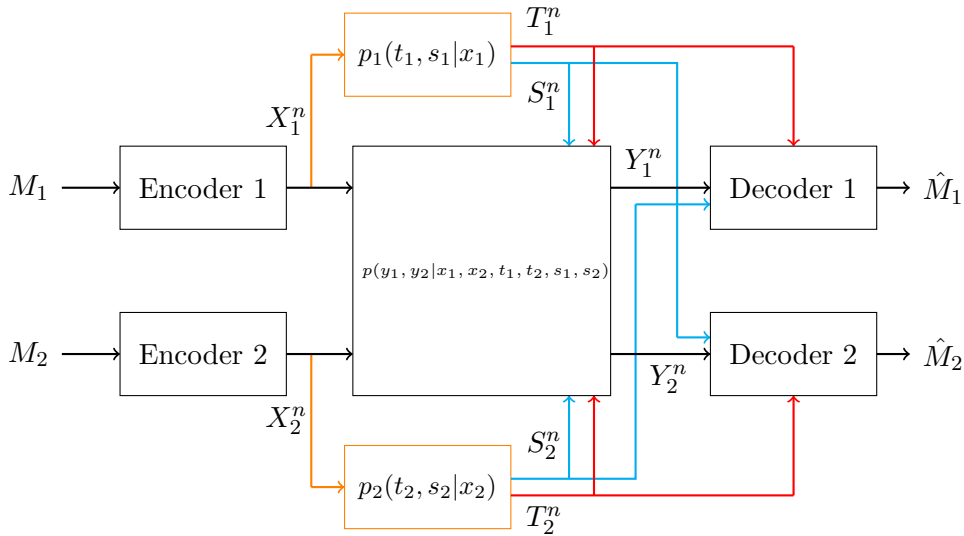 T_1^n
p_1(t_1, s_1|x_1)
S_1^n
X_1^n
M_1
Encoder 1
Y_1^n
Decoder 1
\hat{M}_1
p(y_1, y_2|x_1, x_2, t_1, t_2, s_1, s_2)
M_2
Encoder 2
Y_2^n
Decoder 2
\hat{M}_2
X_2^n
S_2^n
p_2(t_2, s_2|x_2)
T_2^n